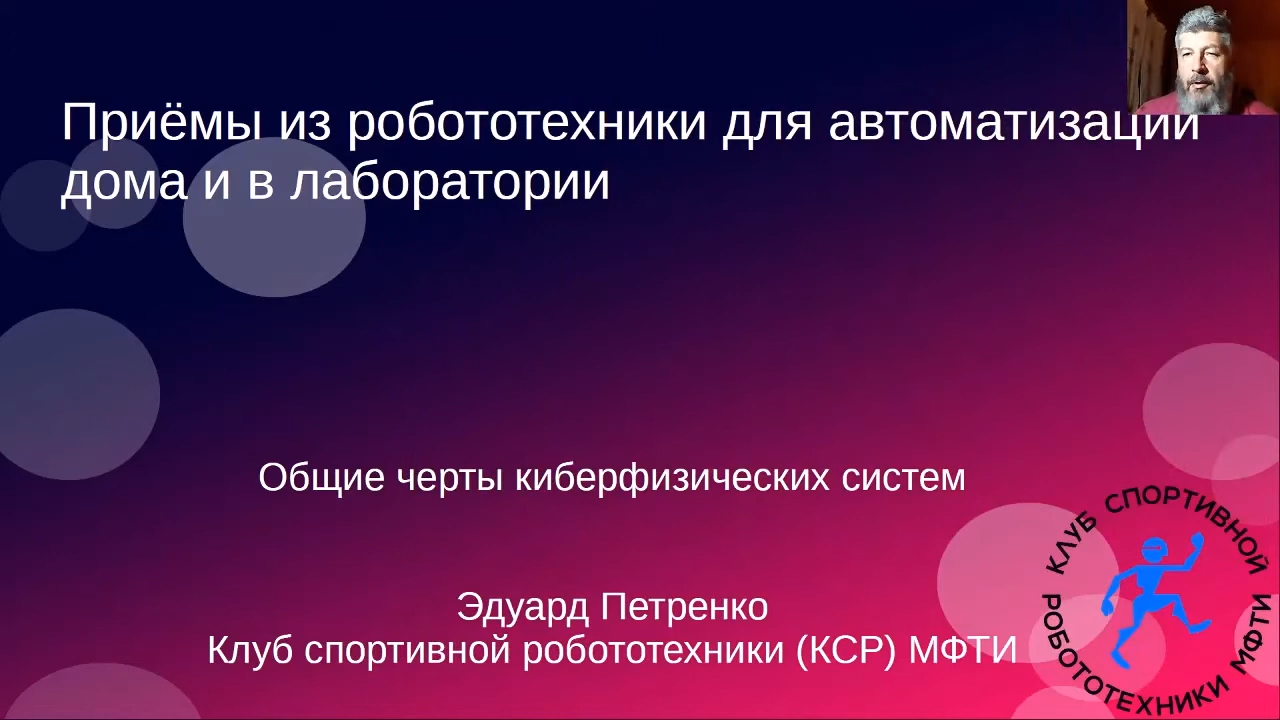 Приёмы из робототехники для автоматизации
дома и в лаборатории
Общие черты киберфизических систем
Эдуард Петренко
Клуб спортивной робототехники (КСР) МФТИ
КЛУБ СПОРТИВНОЙ
РОБОТОТЕХНИКИ МФТИ